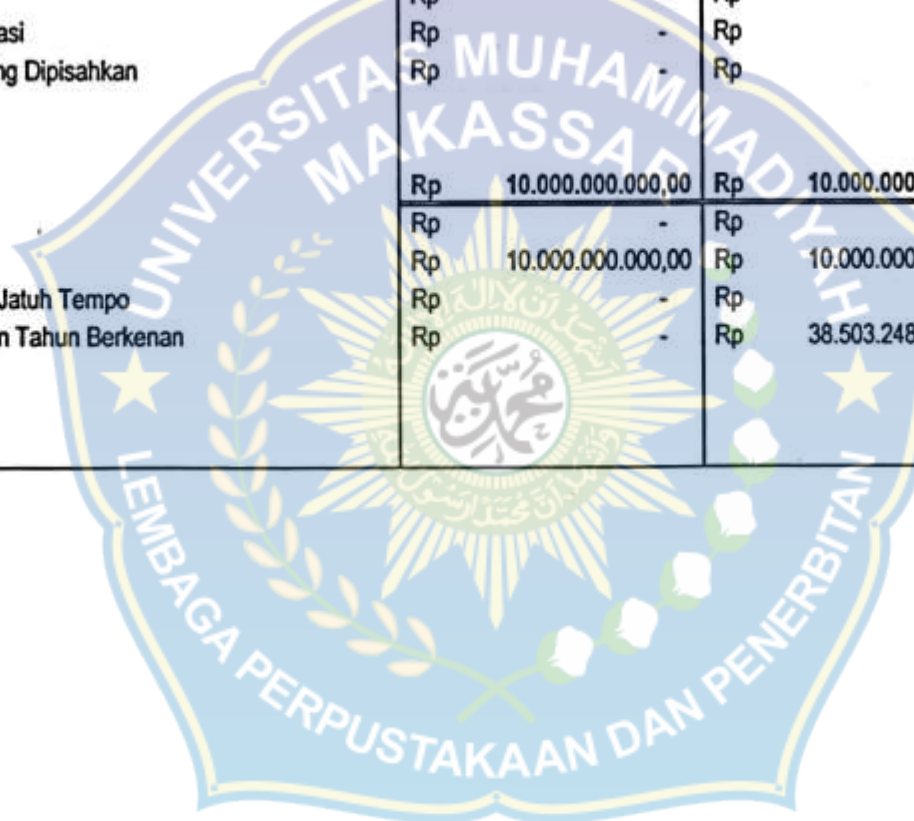 Rp - Rp
asi Rp - Rp
ng Dipisahkan Rp - Rp
Rp 10.000.000.000,00 Rp 10.000.000
Rp - Rp
Rp 10.000.000.000,00 Rp 10.000.000
Jatuh Tempo Rp - Rp
n Tahun Berkenan Rp - Rp 38.503.248
UNIVERSITAS MUHAMMADIYAH
MAKASSAR
LEMBAGA PERPUSTAKAAN DAN PENERBITAN